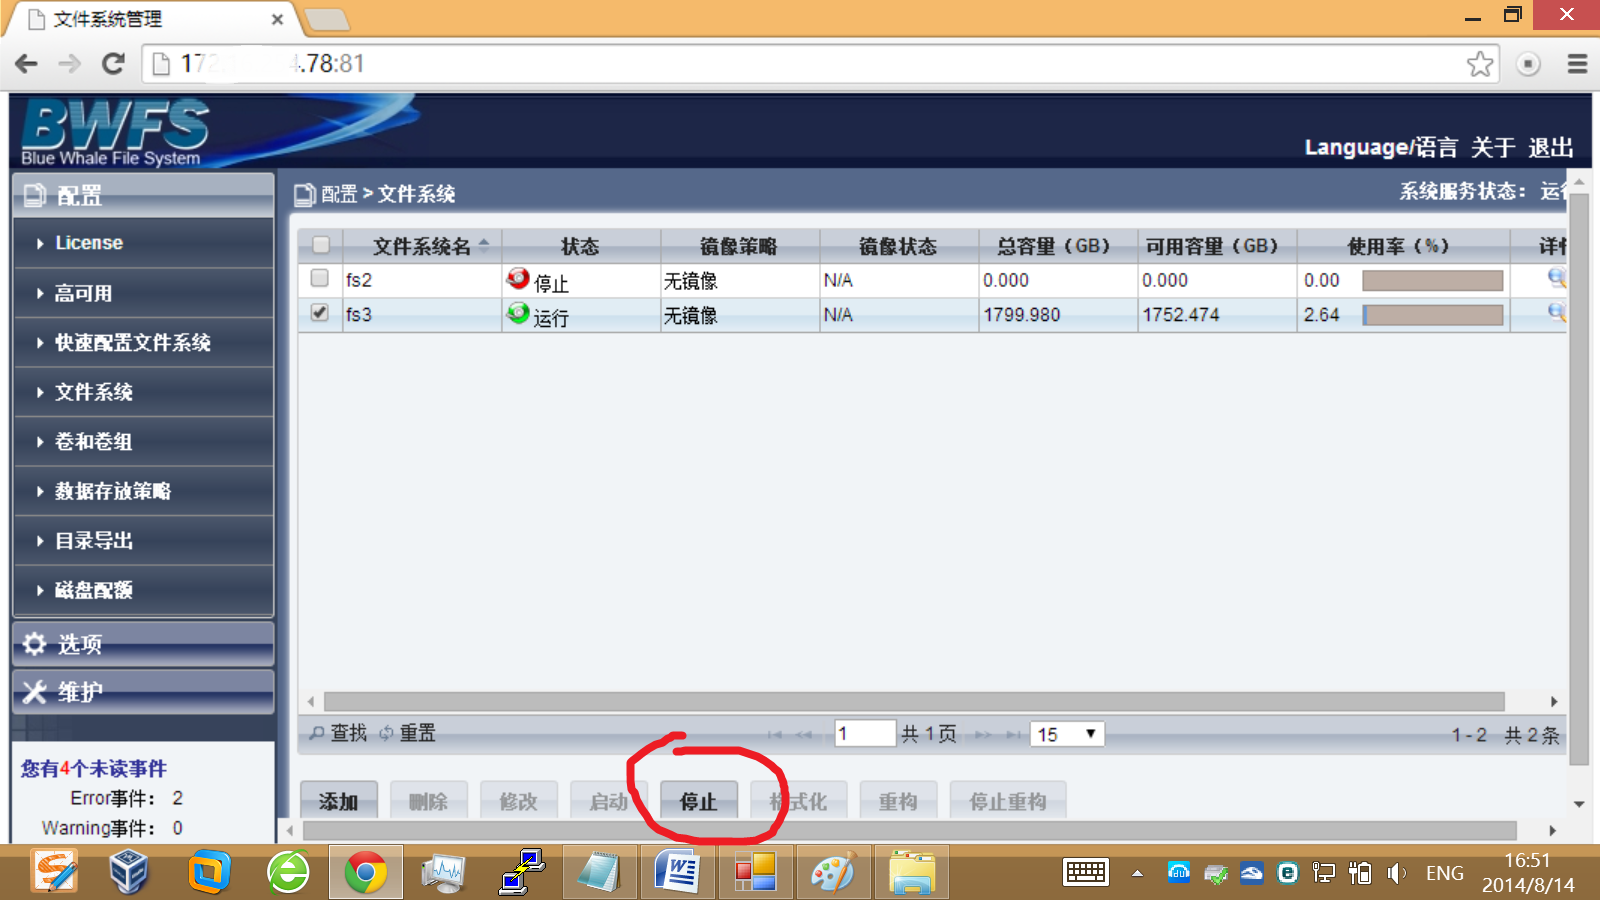 文件系统管理
4.78:81
BWFS
Blue Whale File System
Language/语言 关于 退出
配置
License
高可用
快速配置文件系统
文件系统
卷和卷组
数据存放策略
目录导出
磁盘配额
选项
维护
您有4个未读事件
Error事件： 2
Warning事件： 0
配置 > 文件系统
系统服务状态： 运行
文件系统名 状态 镜像策略 镜像状态 总容量（GB） 可用容量（GB） 使用率（%）
fs2 停止 无镜像 N/A 0.000 0.000 0.00
fs3 运行 无镜像 N/A 1799.980 1752.474 2.64
查找 重置 1 共 1 页 15 1 - 2 共 2 条
添加 删除 修改 启动 停止 格式化 重构 停止重构
ENG 16:51
2014/8/14